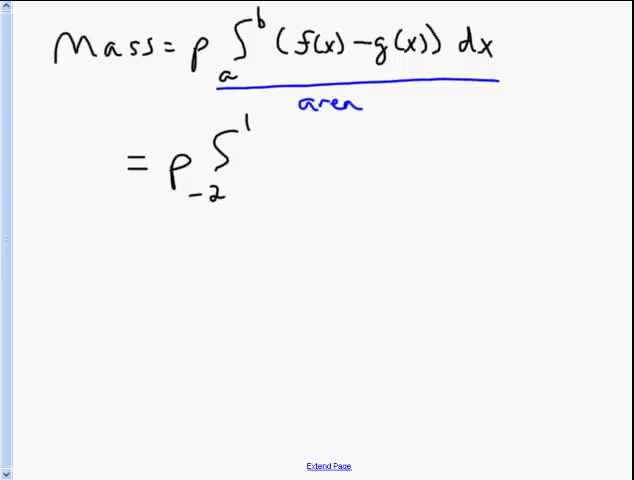 Mass = ρ ∫_a^b (f(x) - g(x)) dx
area
= ρ ∫_-2^1
Extend Page